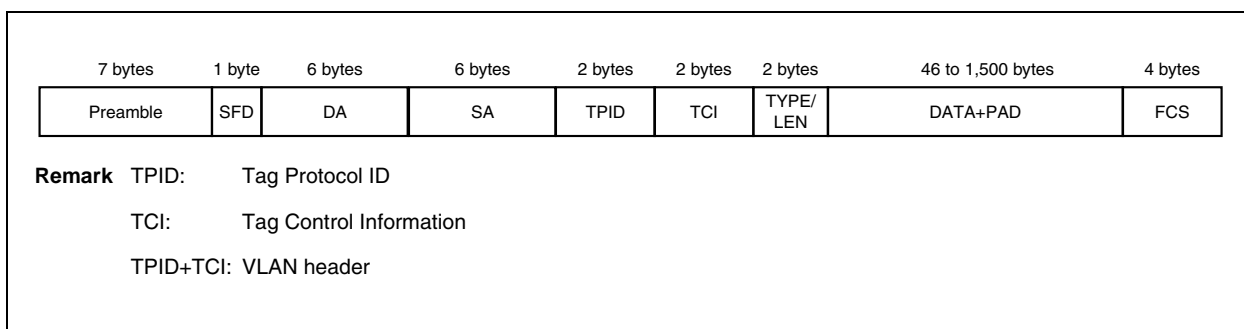 7 bytes 1 byte 6 bytes 6 bytes 2 bytes 2 bytes 2 bytes 46 to 1,500 bytes 4 bytes
Preamble SFD DA SA TPID TCI TYPE/ LEN DATA+PAD FCS
Remark TPID: Tag Protocol ID
TCI: Tag Control Information
TPID+TCI: VLAN header